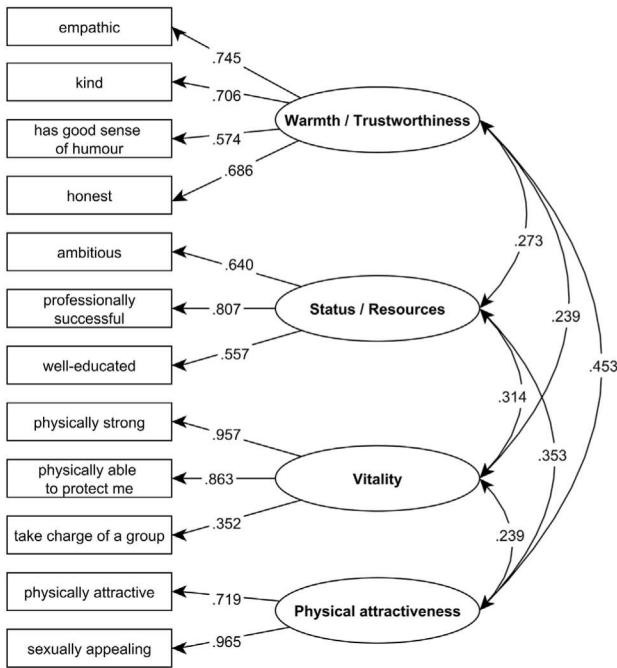 empathic
.745
kind
.706
Warmth / Trustworthiness
has good sense
of humour
.574
.686
honest
ambitious
.640
.273
professionally
successful
.807
Status / Resources
.239
.557
well-educated
.453
.314
physically strong
.957
.353
physically able
to protect me
.863
Vitality
.352
take charge of a group
.239
physically attractive
.719
Physical attractiveness
.965
sexually appealing